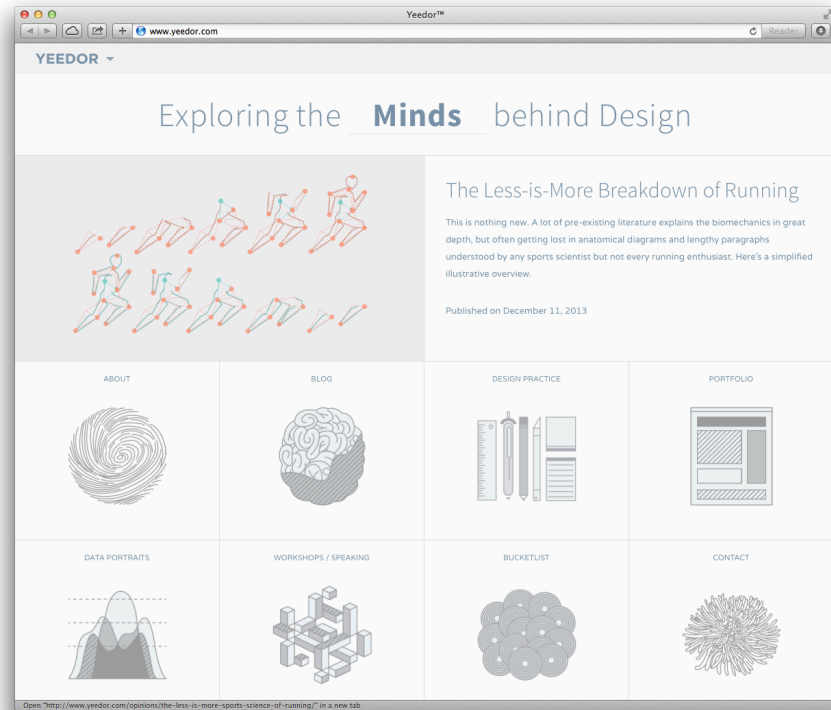 Yeedor™
www.yeedor.com
Reader
YEEDOR
Exploring the Minds behind Design
The Less-is-More Breakdown of Running
This is nothing new. A lot of pre-existing literature explains the biomechanics in great
depth, but often getting lost in anatomical diagrams and lengthy paragraphs
understood by any sports scientist but not every running enthusiast. Here's a simplified
illustrative overview.
Published on December 11, 2013
ABOUT
BLOG
DESIGN PRACTICE
PORTFOLIO
DATA PORTRAITS
WORKSHOPS / SPEAKING
BUCKETLIST
CONTACT
Open "http://www.yeedor.com/opinions/the-less-is-more-sports-science-of-running/" in a new tab